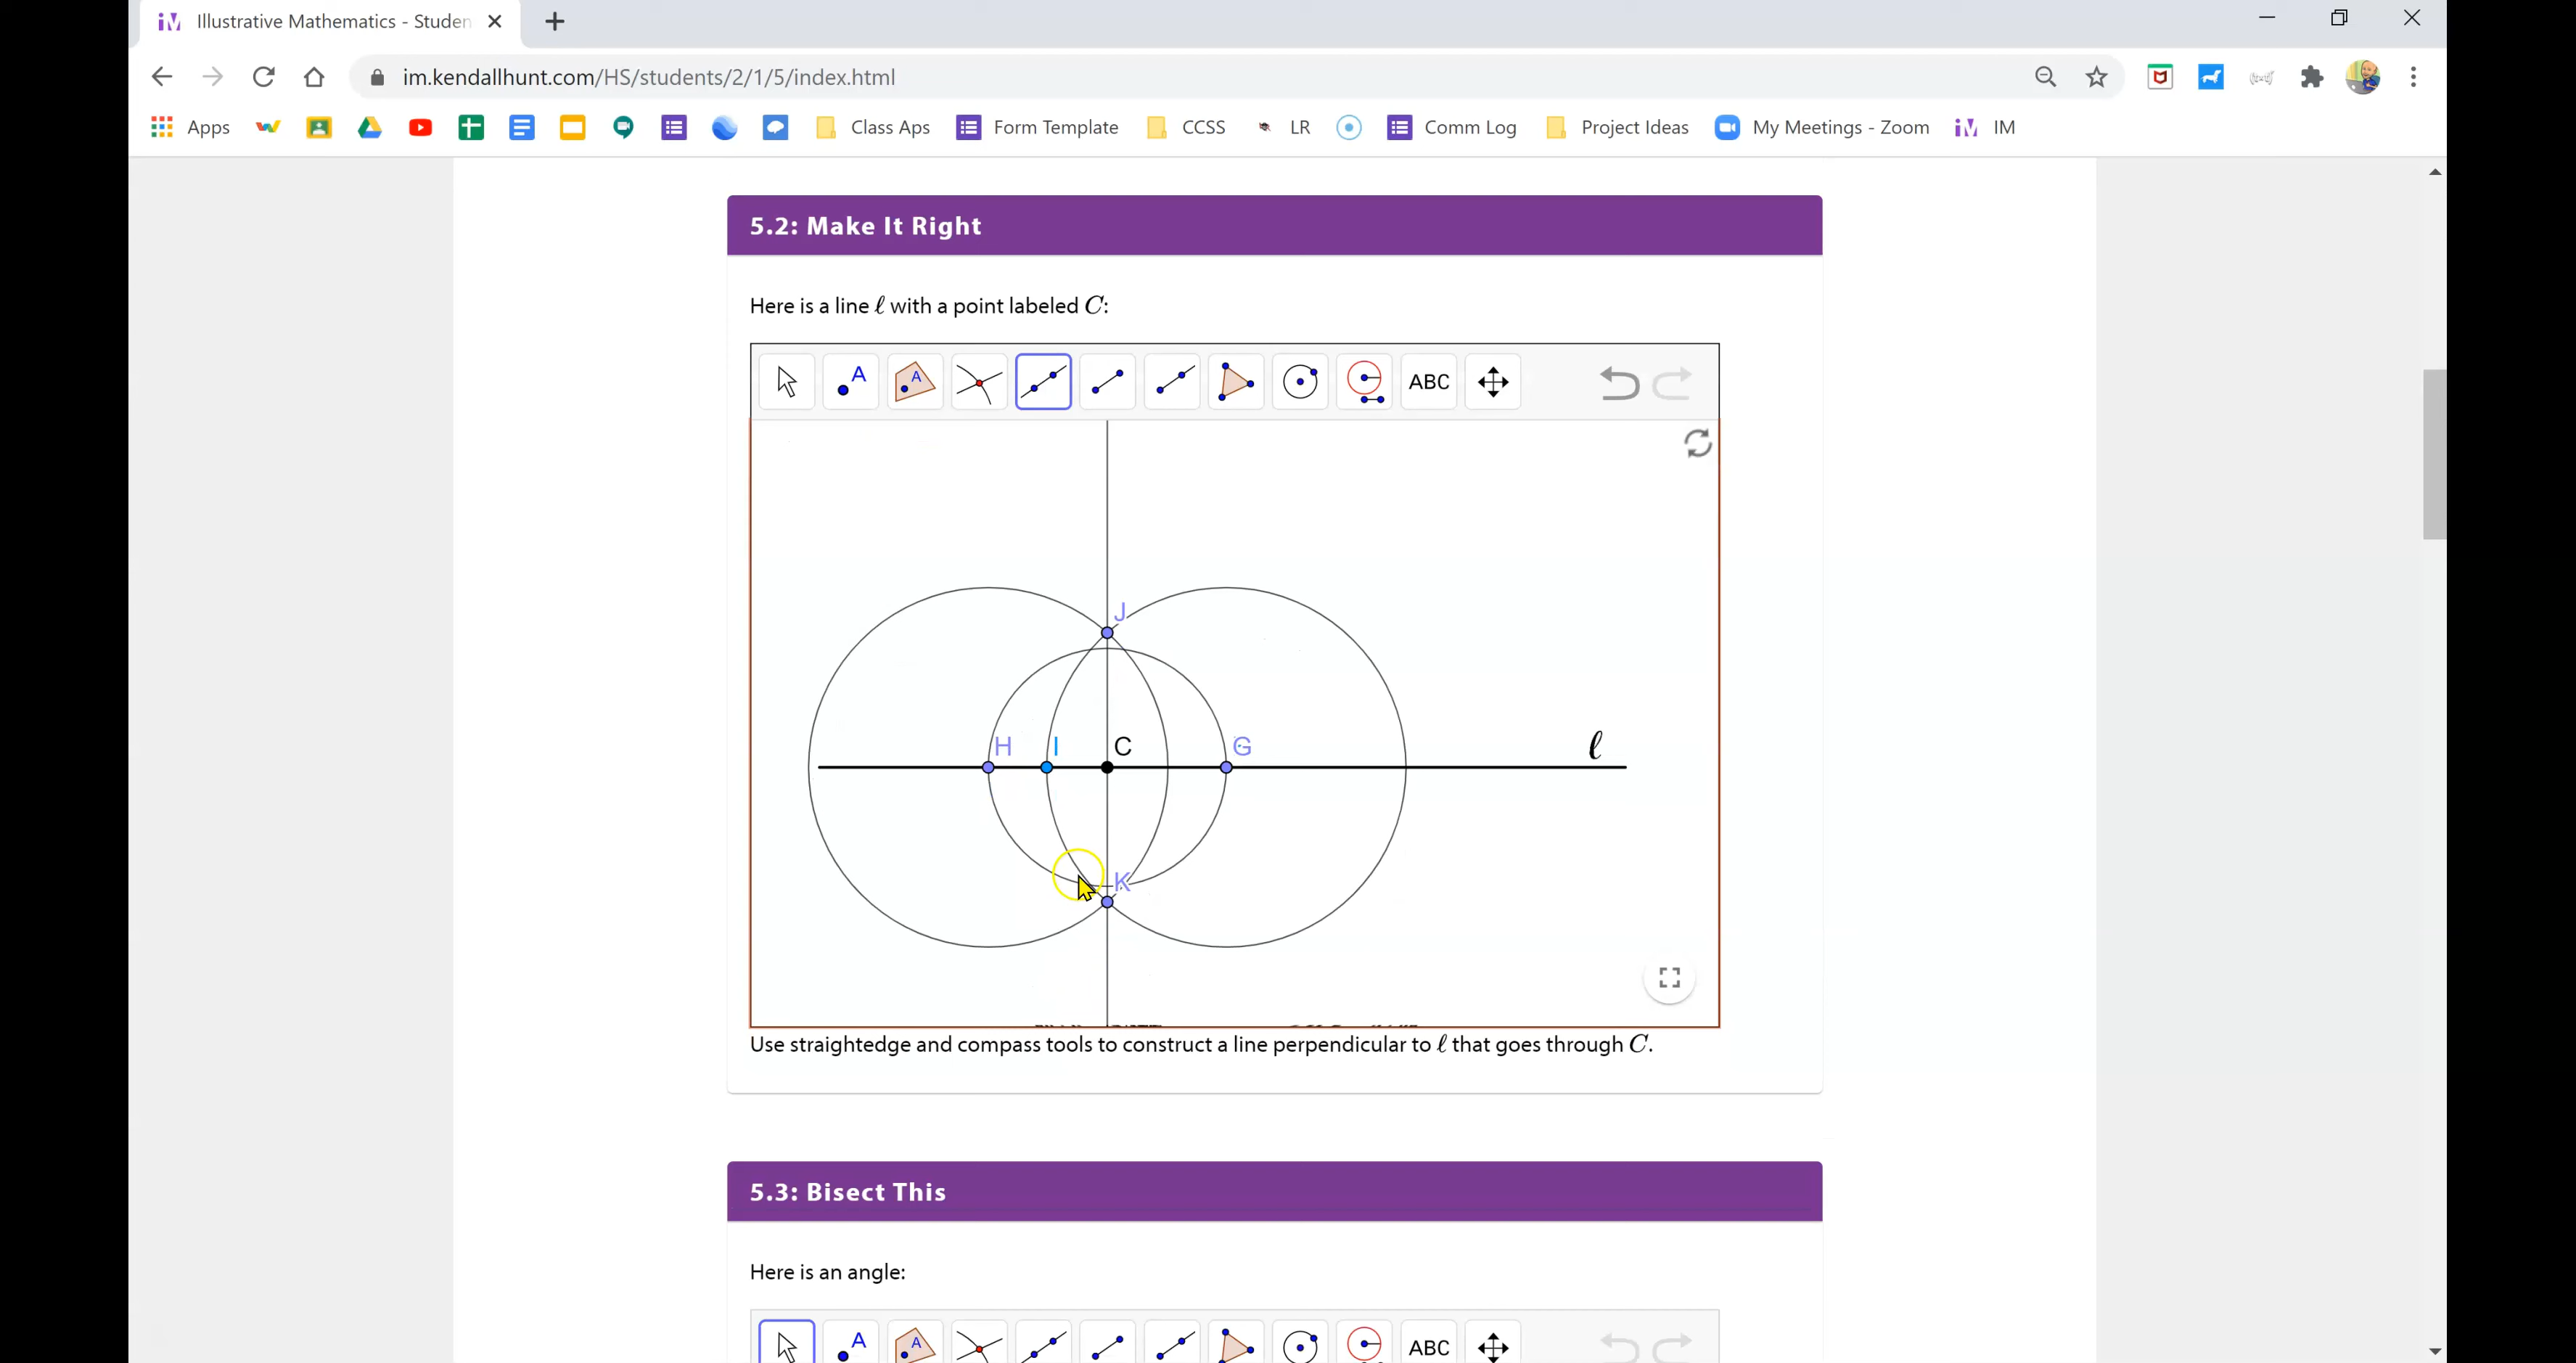 Illustrative Mathematics - Studen
im.kendallhunt.com/HS/students/2/1/5/index.html
Apps Class Aps Form Template CCSS LR Comm Log Project Ideas My Meetings - Zoom IM
5.2: Make It Right
Here is a line ℓ with a point labeled C:
A A ABC
J
H I C G ℓ
K
Use straightedge and compass tools to construct a line perpendicular to ℓ that goes through C.
5.3: Bisect This
Here is an angle:
A A ABC